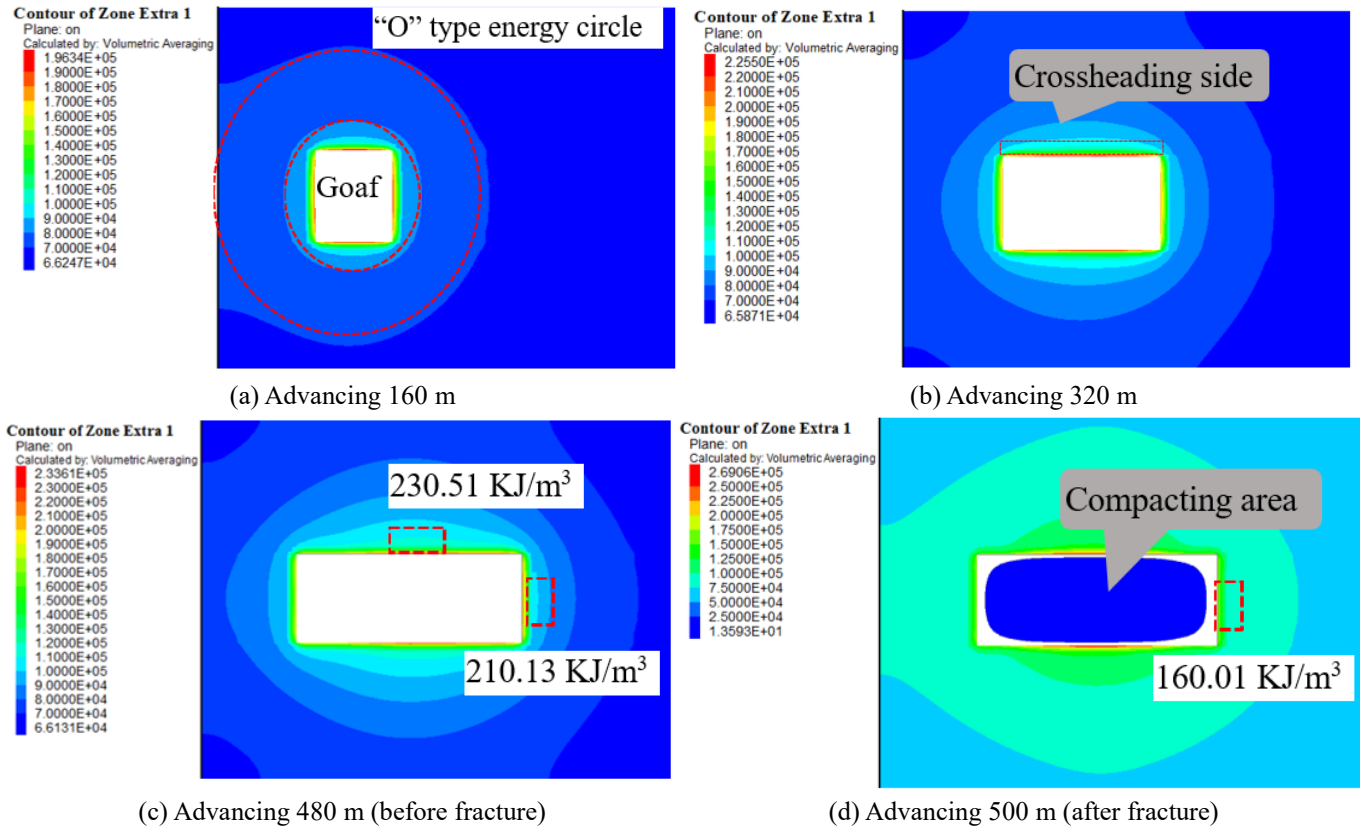 Contour of Zone Extra 1
Plane: on
Calculated by: Volumetric Averaging
1.9634E+05
1.9000E+05
1.8000E+05
1.7000E+05
1.6000E+05
1.5000E+05
1.4000E+05
1.3000E+05
1.2000E+05
1.1000E+05
1.0000E+05
9.0000E+04
8.0000E+04
7.0000E+04
6.6247E+04
“O” type energy circle
Goaf
(a) Advancing 160 m
Contour of Zone Extra 1
Plane: on
Calculated by: Volumetric Averaging
2.2550E+05
2.2000E+05
2.1000E+05
2.0000E+05
1.9000E+05
1.8000E+05
1.7000E+05
1.6000E+05
1.5000E+05
1.4000E+05
1.3000E+05
1.2000E+05
1.1000E+05
1.0000E+05
9.0000E+04
8.0000E+04
7.0000E+04
6.5871E+04
Crossheading side
(b) Advancing 320 m
Contour of Zone Extra 1
Plane: on
Calculated by: Volumetric Averaging
2.3361E+05
2.3000E+05
2.2000E+05
2.1000E+05
2.0000E+05
1.9000E+05
1.8000E+05
1.7000E+05
1.6000E+05
1.5000E+05
1.4000E+05
1.3000E+05
1.2000E+05
1.1000E+05
1.0000E+05
9.0000E+04
8.0000E+04
7.0000E+04
6.6131E+04
230.51 KJ/m³
210.13 KJ/m³
(c) Advancing 480 m (before fracture)
Contour of Zone Extra 1
Plane: on
Calculated by: Volumetric Averaging
2.6906E+05
2.5000E+05
2.2500E+05
2.0000E+05
1.7500E+05
1.5000E+05
1.2500E+05
1.0000E+05
7.5000E+04
5.0000E+04
2.5000E+04
1.3593E+01
Compacting area
160.01 KJ/m³
(d) Advancing 500 m (after fracture)